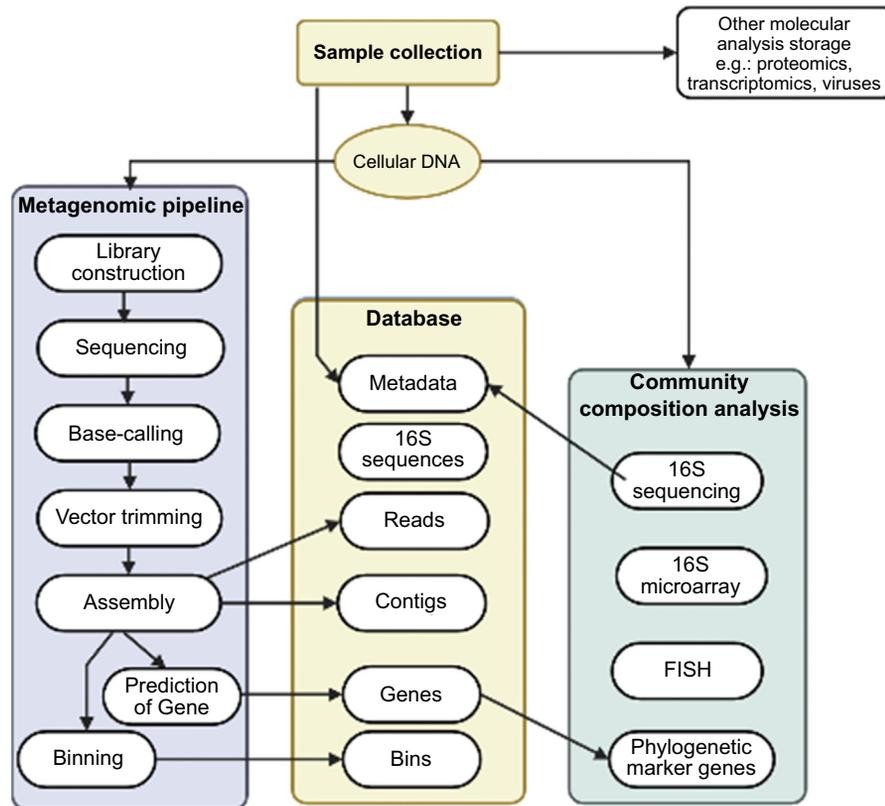 Sample collection
Other molecular
analysis storage
e.g.: proteomics,
transcriptomics, viruses
Cellular DNA
Metagenomic pipeline
Library
construction
Sequencing
Base-calling
Vector trimming
Assembly
Prediction
of Gene
Binning
Database
Metadata
16S
sequences
Reads
Contigs
Genes
Bins
Community
composition analysis
16S
sequencing
16S
microarray
FISH
Phylogenetic
marker genes